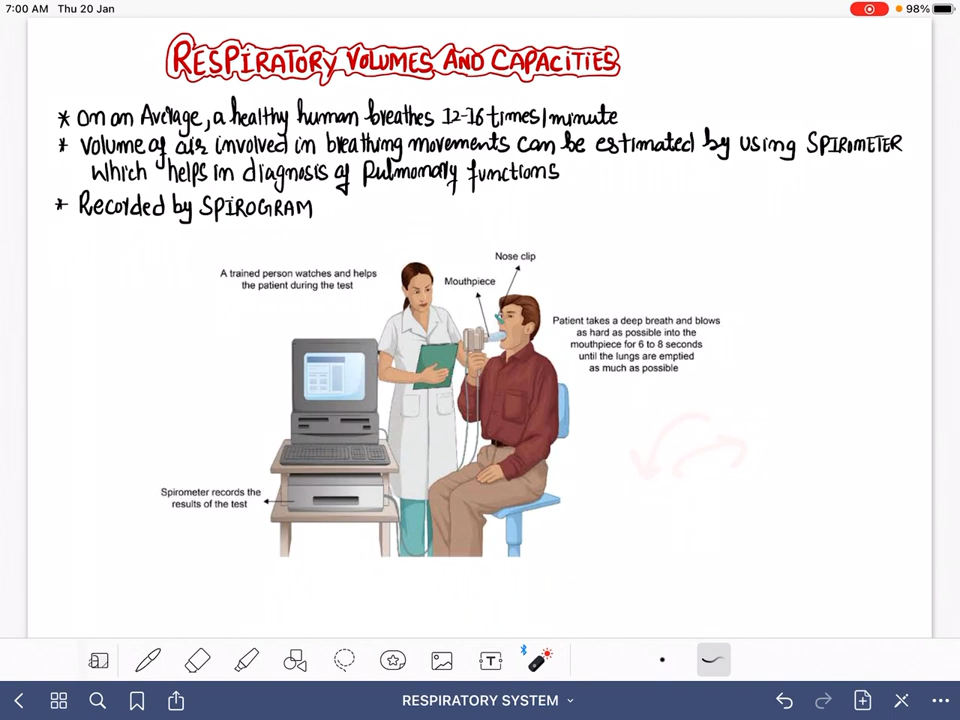 7:00 AM Thu 20 Jan
98%
RESPIRATORY VOLUMES AND CAPACITIES
* On an Average, a healthy human breathes 12-16 times/minute
* Volume of air involved in breathing movements can be estimated by using SPIROMETER
which helps in diagnosis of Pulmonary functions
* Recorded by SPIROGRAM
Nose clip
A trained person watches and helps
the patient during the test
Mouthpiece
Patient takes a deep breath and blows
as hard as possible into the
mouthpiece for 6 to 8 seconds
until the lungs are emptied
as much as possible
Spirometer records the
results of the test
T
RESPIRATORY SYSTEM